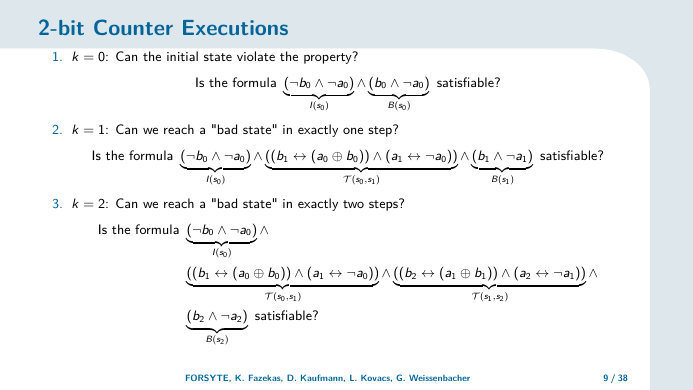 2-bit Counter Executions
1. k = 0: Can the initial state violate the property?
Is the formula (¬b₀ ∧ ¬a₀) ∧ (b₀ ∧ ¬a₀) satisfiable?
I(s₀) B(s₀)
2. k = 1: Can we reach a "bad state" in exactly one step?
Is the formula (¬b₀ ∧ ¬a₀) ∧ ((b₁ ↔ (a₀ ⊕ b₀)) ∧ (a₁ ↔ ¬a₀)) ∧ (b₁ ∧ ¬a₁) satisfiable?
I(s₀) T(s₀,s₁) B(s₁)
3. k = 2: Can we reach a "bad state" in exactly two steps?
Is the formula (¬b₀ ∧ ¬a₀) ∧
I(s₀)
((b₁ ↔ (a₀ ⊕ b₀)) ∧ (a₁ ↔ ¬a₀)) ∧ ((b₂ ↔ (a₁ ⊕ b₁)) ∧ (a₂ ↔ ¬a₁)) ∧
T(s₀,s₁) T(s₁,s₂)
(b₂ ∧ ¬a₂) satisfiable?
B(s₂)
FORSYTE, K. Fazekas, D. Kaufmann, L. Kovacs, G. Weissenbacher 9 / 38